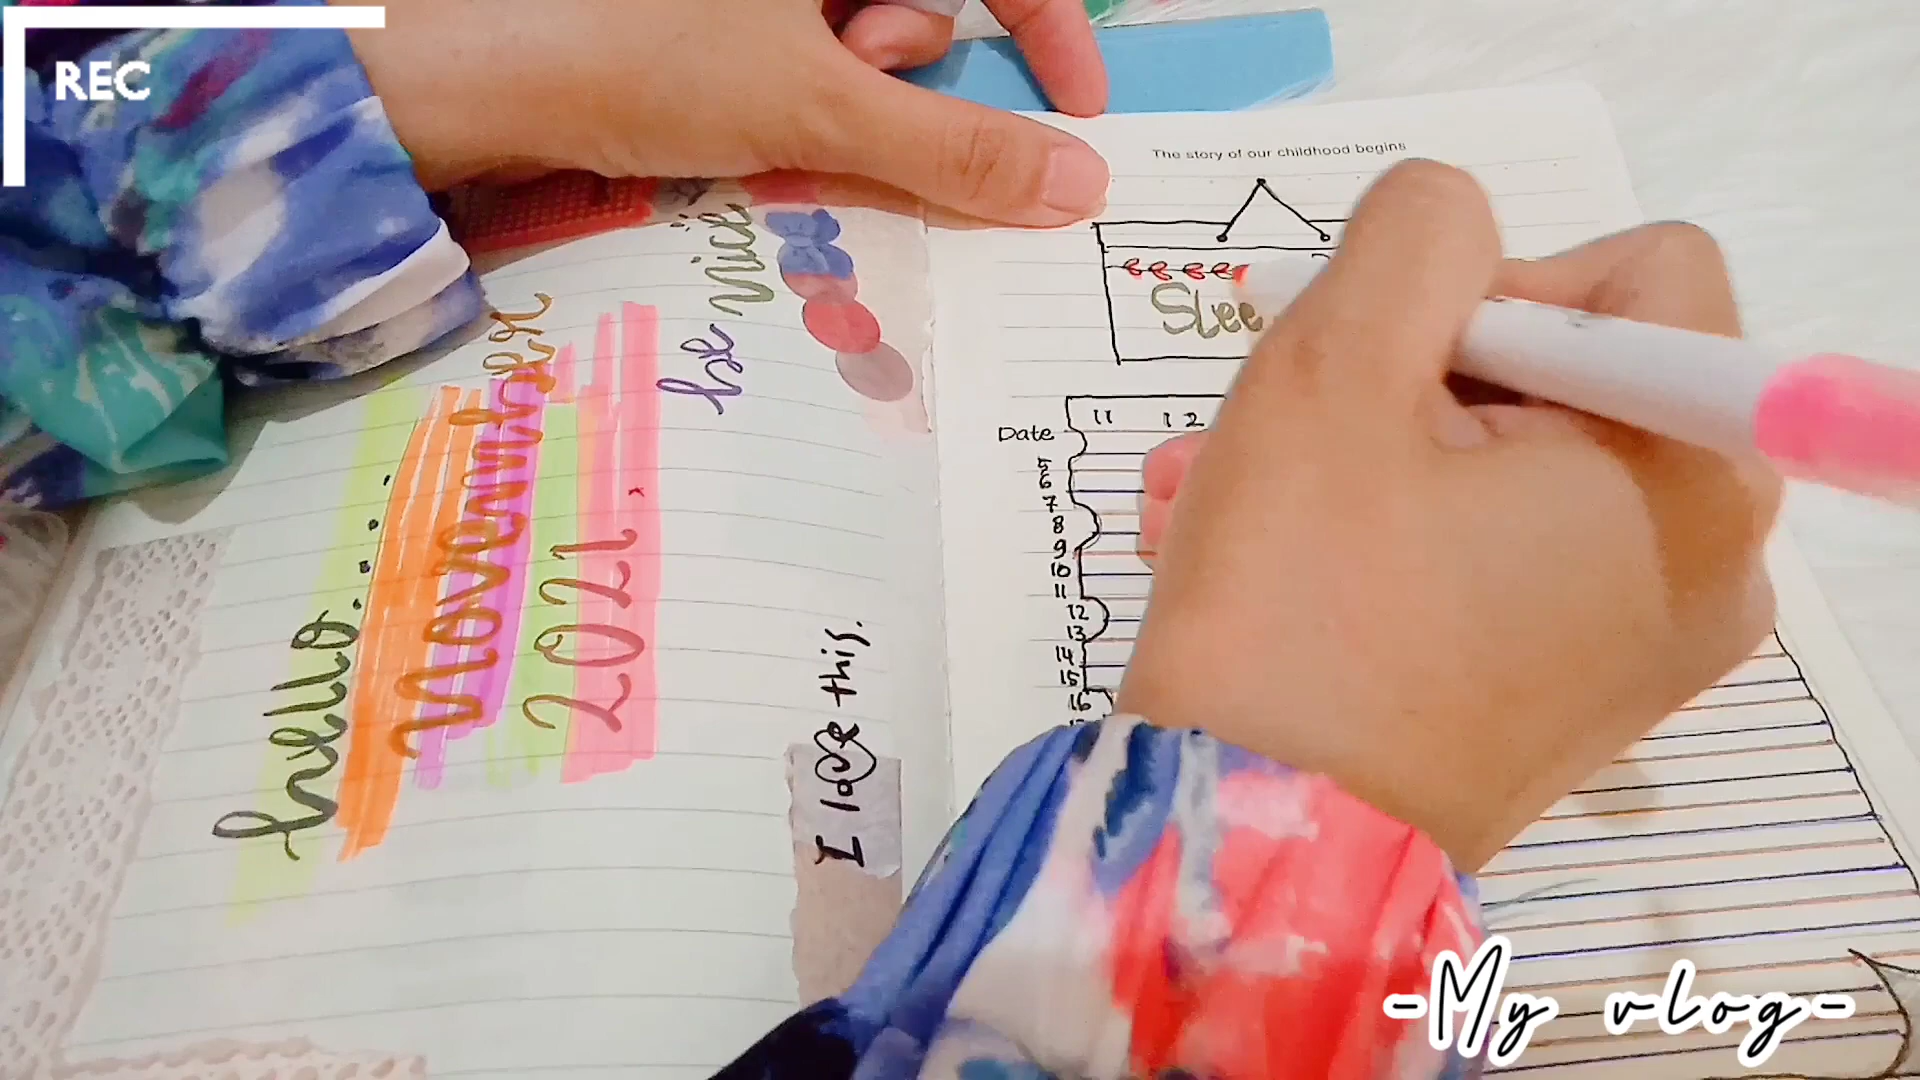 REC
hello.....
November
2021.
be nice
I love this.
The story of our childhood begins
Slee
11 12
Date
5
6
7
8
9
10
11
12
13
14
15
16
-My vlog-